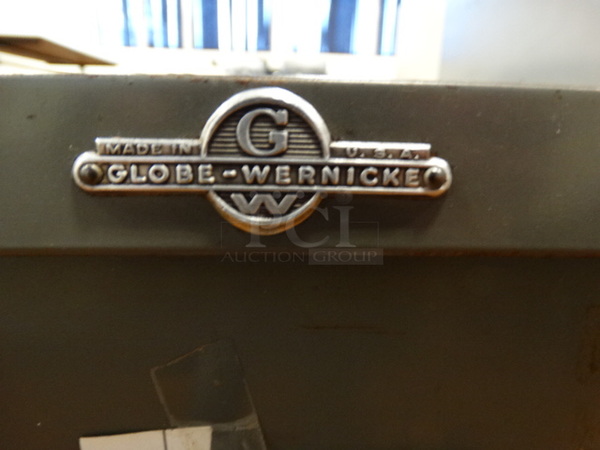 G
MADE IN U.S.A.
GLOBE-WERNICKE
W
PCI
AUCTION GROUP